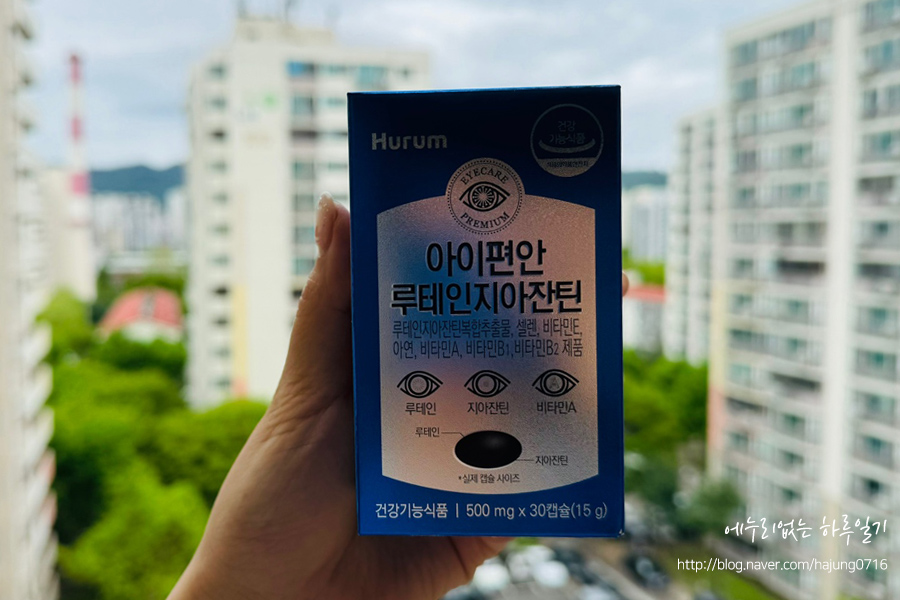 Hurum
건강
기능식품
EYECARE
PREMIUM
아이편안
루테인지아잔틴
루테인지아잔틴복합추출물, 셀렌, 비타민E,
아연, 비타민A, 비타민B1, 비타민B2 제품
루테인 지아잔틴 비타민A
루테인
지아잔틴
*실제 캡슐 사이즈
건강기능식품 | 500 mg x 30캡슐(15 g)
에누리없는 하루일기
http://blog.naver.com/hajung0716